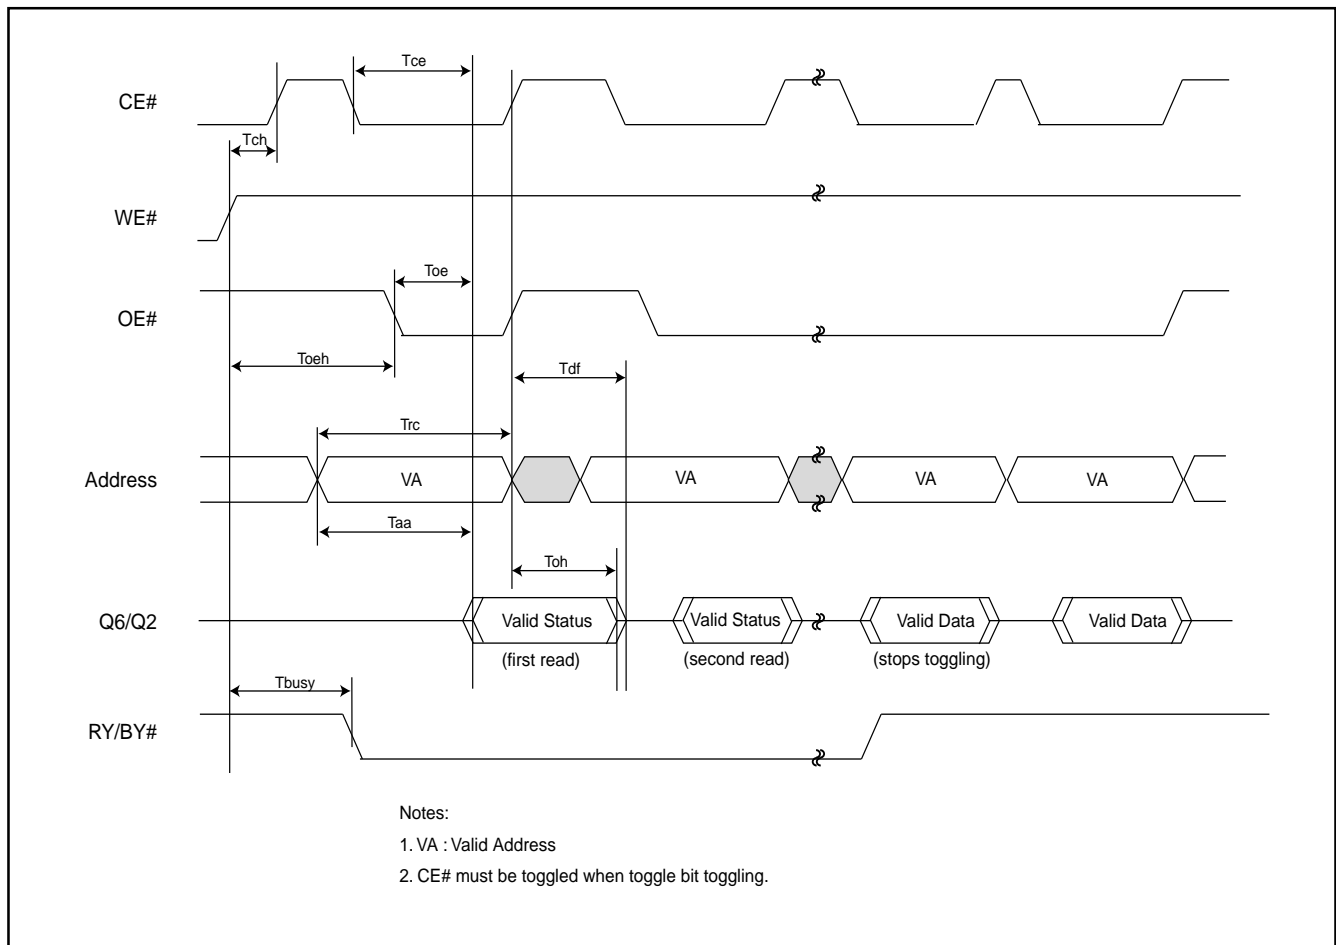 Tce
CE#
Tch
WE#
Toe
OE#
Toeh
Tdf
Trc
Address
VA
VA
VA
VA
Taa
Toh
Q6/Q2
Valid Status
Valid Status
Valid Data
Valid Data
(first read)
(second read)
(stops toggling)
Tbusy
RY/BY#
Notes:
1. VA : Valid Address
2. CE# must be toggled when toggle bit toggling.